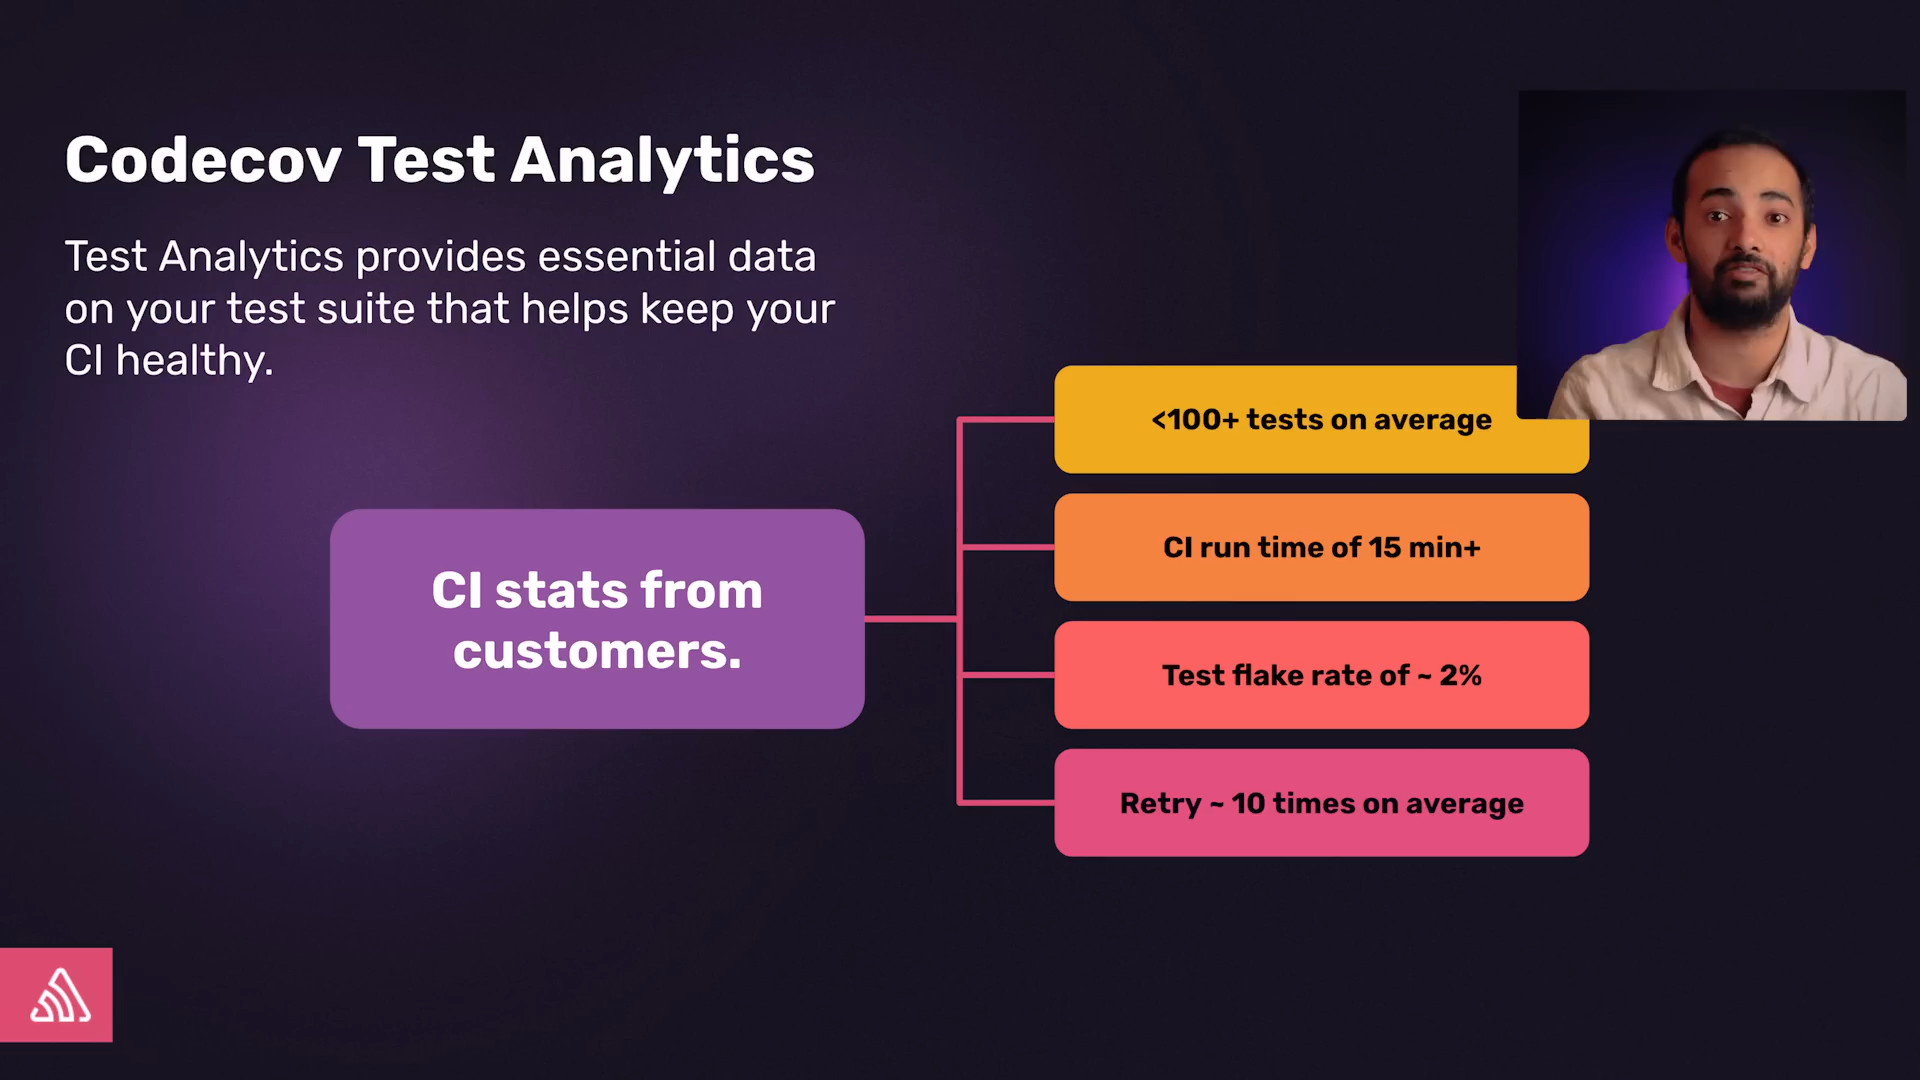 Codecov Test Analytics
Test Analytics provides essential data
on your test suite that helps keep your
CI healthy.
CI stats from
customers.
<100+ tests on average
CI run time of 15 min+
Test flake rate of ~ 2%
Retry ~ 10 times on average